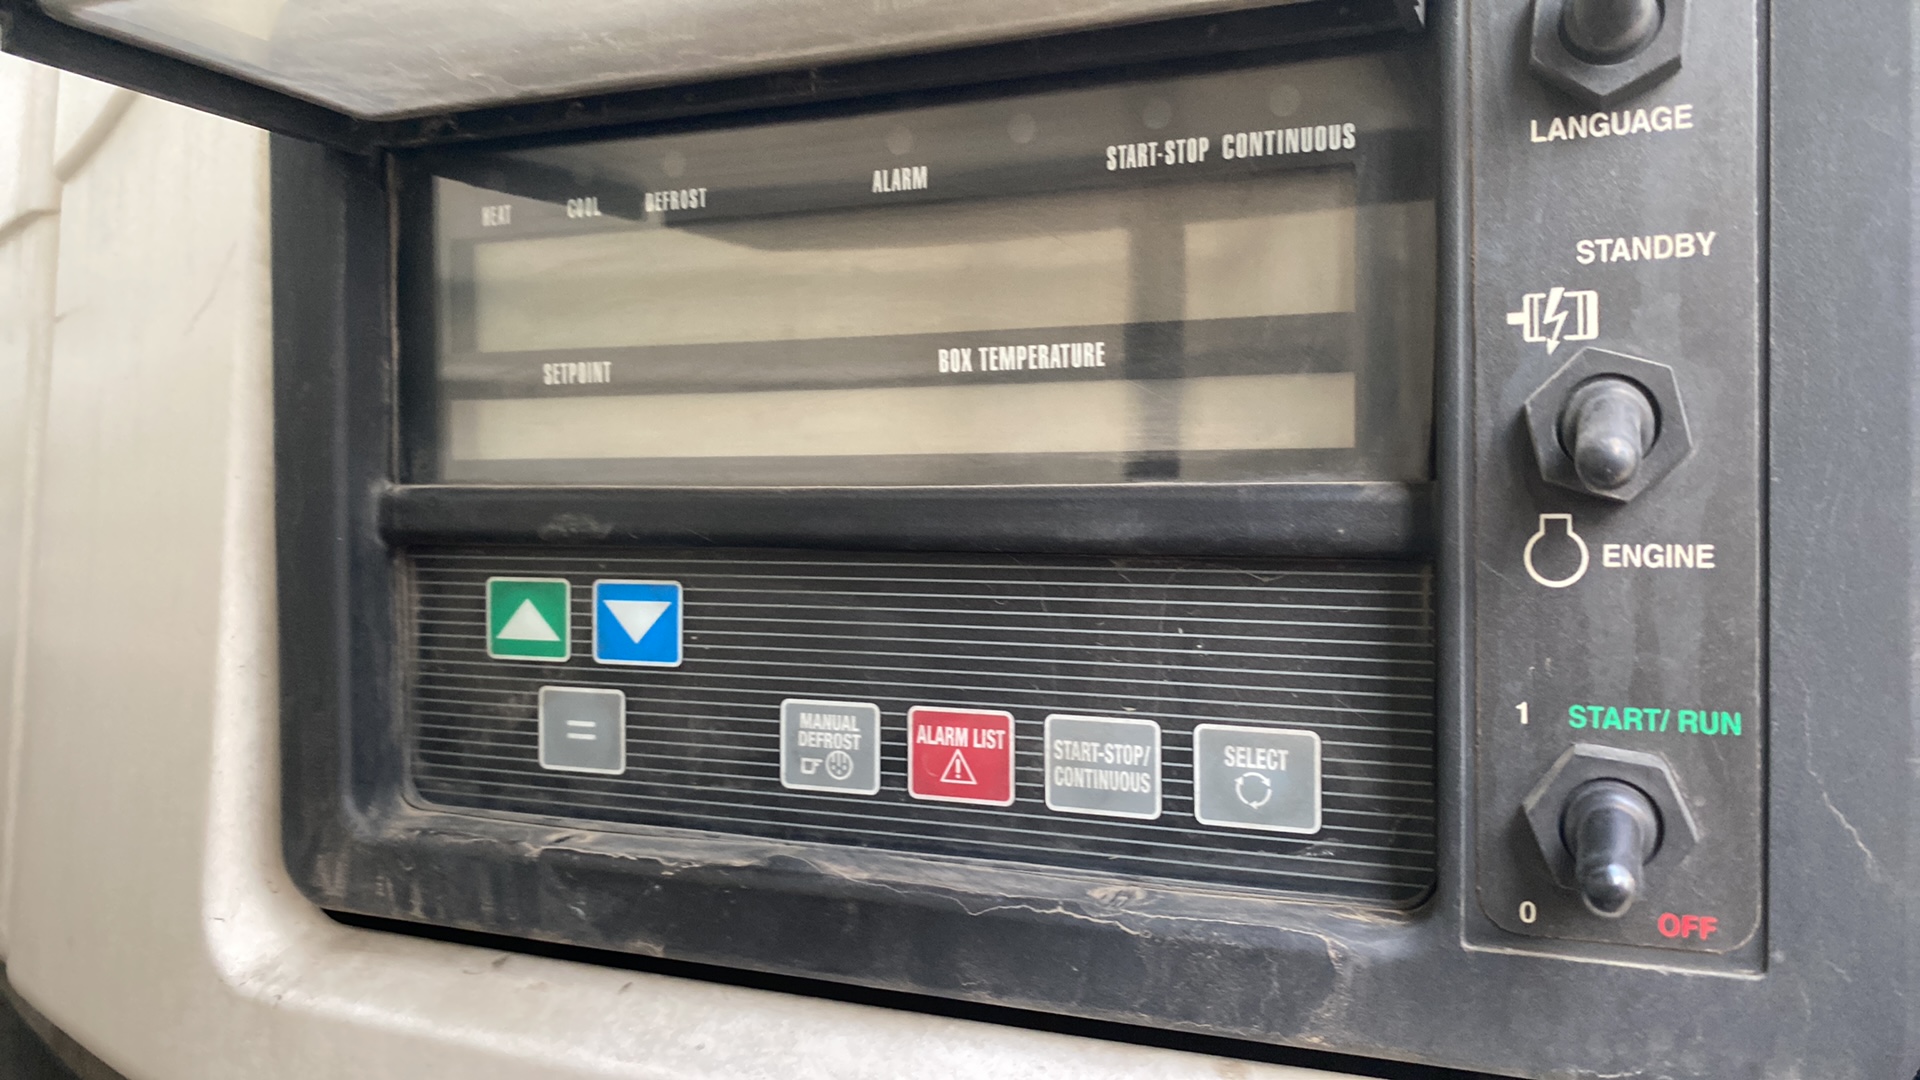 HEAT COOL DEFROST ALARM START-STOP CONTINUOUS
SETPOINT BOX TEMPERATURE
=
MANUAL
DEFROST
ALARM LIST
START-STOP/
CONTINUOUS
SELECT
LANGUAGE
STANDBY
ENGINE
1 START/ RUN
0 OFF